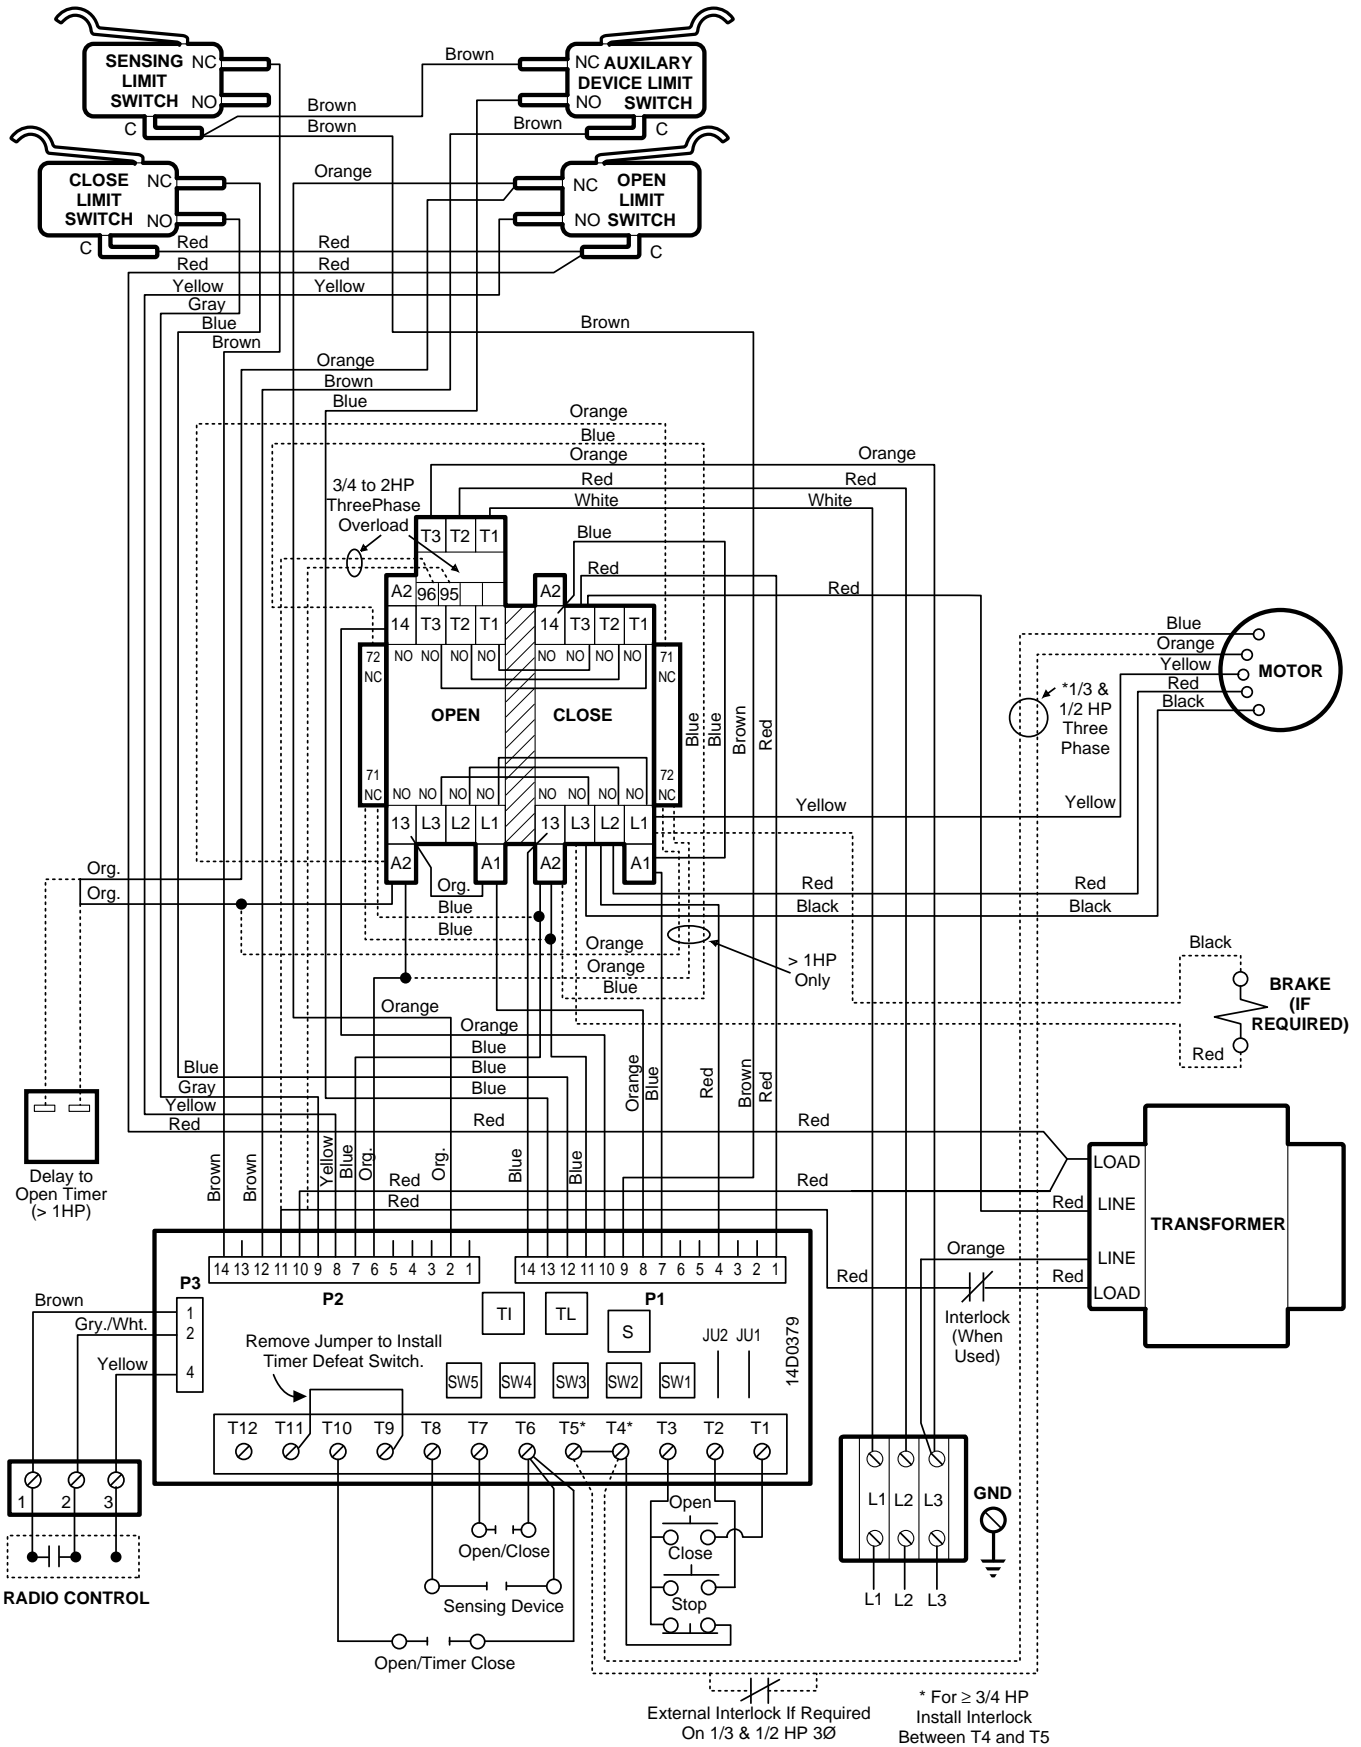 SENSING LIMIT SWITCH
NC
NO
C
Brown
NC AUXILARY
DEVICE LIMIT
NO SWITCH
C
Brown
Brown
Brown
CLOSE
LIMIT
SWITCH
NC
NO
C
Orange
NC
OPEN
LIMIT
NO SWITCH
C
Red
Red
Red
Red
Yellow
Yellow
Gray
Blue
Brown
Brown
Orange
Brown
Blue
Orange
Blue
Orange
Orange
Red
Red
White
White
3/4 to 2HP
ThreePhase
Overload
T3 T2 T1
Blue
Red
Red
A2 96 95
A2
14 T3 T2 T1
14 T3 T2 T1
72
NC
NO NO NO NO
NO NO NO NO
71
NC
OPEN
CLOSE
Blue
Blue
Brown
Red
Blue
Orange
Yellow
Red
Black
MOTOR
*1/3 &
1/2 HP
Three
Phase
71
NC
NO NO NO NO
NO NO NO NO
72
NC
13 L3 L2 L1
13 L3 L2 L1
A2
A1
A2
A1
Yellow
Yellow
Org.
Org.
Org.
Blue
Blue
Red
Red
Black
Black
Orange
Orange
Blue
> 1HP
Only
Black
BRAKE
(IF
REQUIRED)
Red
Orange
Orange
Blue
Blue
Blue
Blue
Gray
Yellow
Red
Red
Red
Orange
Blue
Red
Brown
Red
Delay to
Open Timer
(> 1HP)
Brown
Brown
Yellow
Blue
Org.
Org.
Blue
Blue
Red
Red
Red
LOAD
Red
LINE
TRANSFORMER
Orange
LINE
Red
Red
LOAD
Interlock
(When
Used)
14 13 12 11 10 9 8 7 6 5 4 3 2 1
14 13 12 11 10 9 8 7 6 5 4 3 2 1
P3
P2
P1
1
2
4
Brown
Gry./Wht.
Yellow
TI
TL
S
JU2 JU1
14D0379
Remove Jumper to Install
Timer Defeat Switch.
SW5 SW4 SW3 SW2 SW1
T12 T11 T10 T9 T8 T7 T6 T5* T4* T3 T2 T1
1 2 3
RADIO CONTROL
Open/Close
Sensing Device
Open/Timer Close
Open
Close
Stop
L1 L2 L3
GND
L1 L2 L3
External Interlock If Required
On 1/3 & 1/2 HP 3Ø
* For ≥ 3/4 HP
Install Interlock
Between T4 and T5